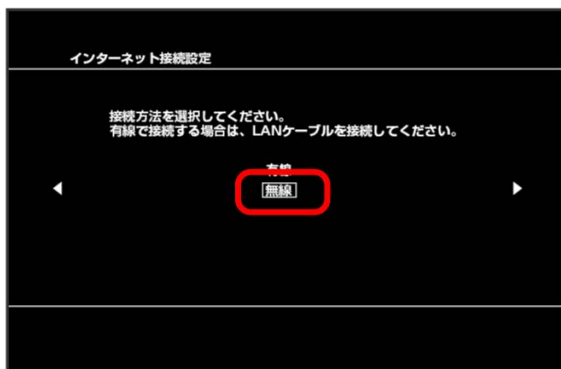 インターネット接続設定
接続方法を選択してください。
有線で接続する場合は、LANケーブルを接続してください。
有線
無線